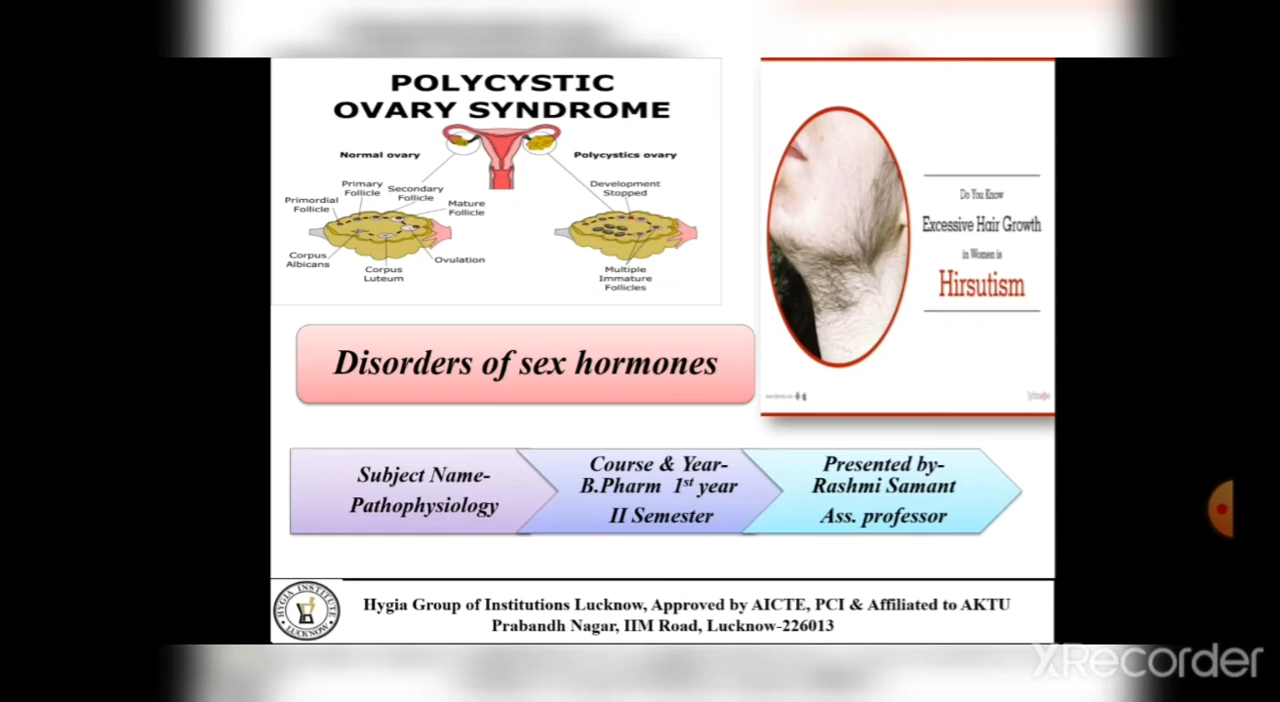 POLYCYSTIC
OVARY SYNDROME
Normal ovary
Polycystics ovary
Primary
Follicle
Secondary
Follicle
Primordial
Follicle
Mature
Follicle
Corpus
Albicans
Corpus
Luteum
Ovulation
Development
Stopped
Multiple
Immature
Follicles
Do You Know
Excessive Hair Growth
in Women is
Hirsutism
Disorders of sex hormones
Subject Name-
Pathophysiology
Course & Year-
B.Pharm 1st year
II Semester
Presented by-
Rashmi Samant
Ass. professor
HYGIA INSTITUTE
LUCKNOW
Hygia Group of Institutions Lucknow, Approved by AICTE, PCI & Affiliated to AKTU
Prabandh Nagar, IIM Road, Lucknow-226013
XRecorder